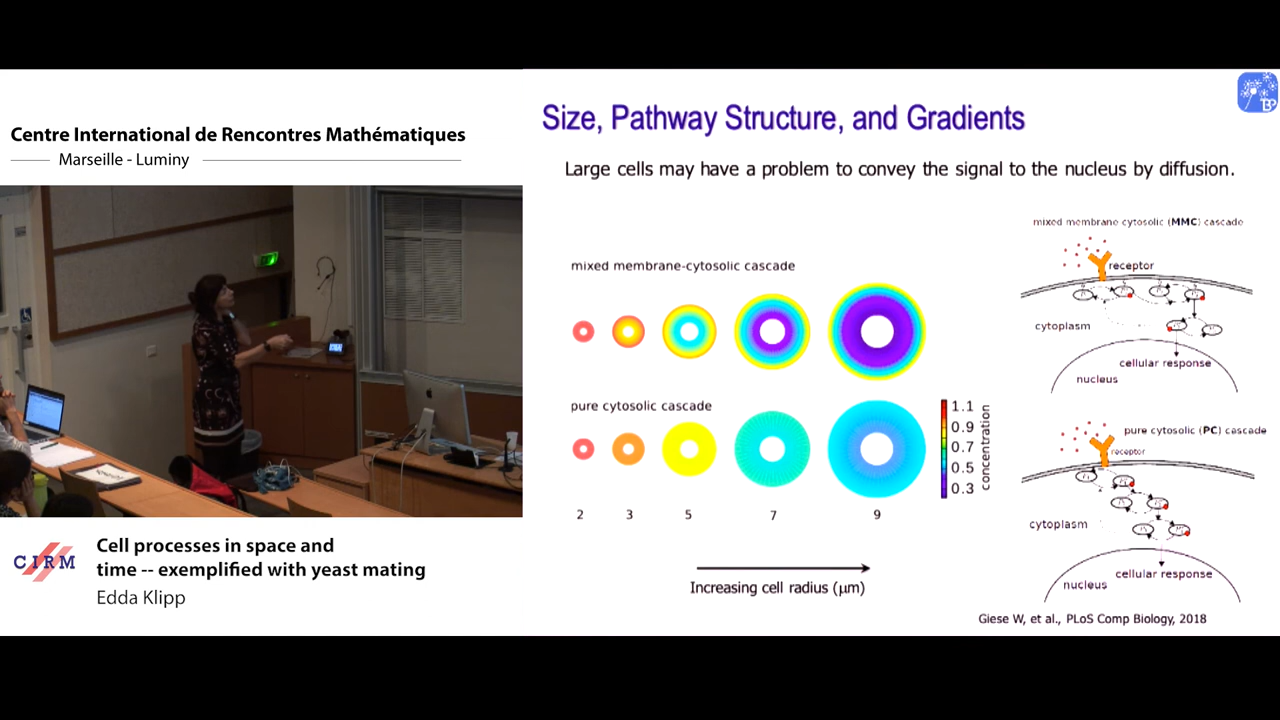 Centre International de Rencontres Mathématiques
Marseille - Luminy
CIRM
Cell processes in space and
time -- exemplified with yeast mating
Edda Klipp
Size, Pathway Structure, and Gradients
Large cells may have a problem to convey the signal to the nucleus by diffusion.
mixed membrane-cytosolic cascade
pure cytosolic cascade
2 3 5 7 9
Increasing cell radius (μm)
1.1
0.9
0.7
0.5
0.3
concentration
mixed membrane cytosolic (MMC) cascade
receptor
cytoplasm
cellular response
nucleus
pure cytosolic (PC) cascade
receptor
cytoplasm
cellular response
nucleus
Giese W, et al., PLoS Comp Biology, 2018